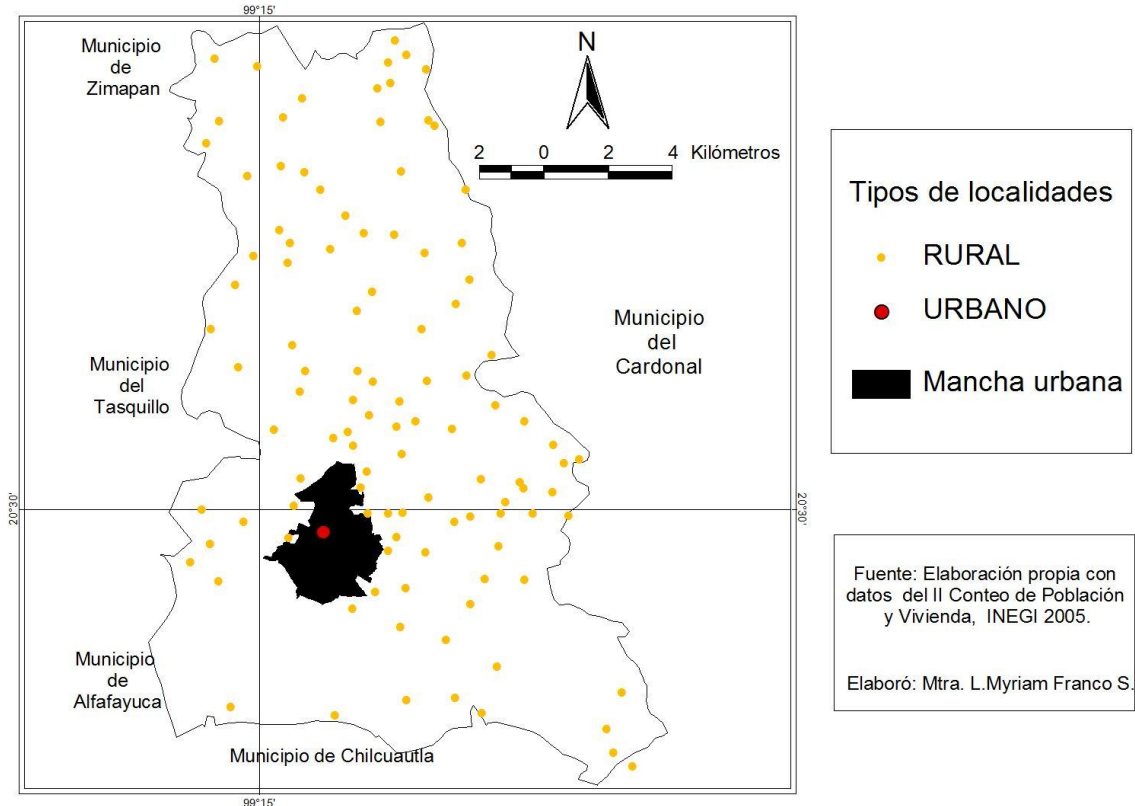 99°15'
Municipio
de
Zimapan
N
2 0 2 4 Kilómetros
Municipio
del
Cardonal
Municipio
del
Tasquillo
20°30'
20°30'
Municipio
de
Alfafayuca
Municipio de Chilcuautla
99°15'
Tipos de localidades
RURAL
URBANO
Mancha urbana
Fuente: Elaboración propia con
datos del II Conteo de Población
y Vivienda, INEGI 2005.
Elaboró: Mtra. L.Myriam Franco S.